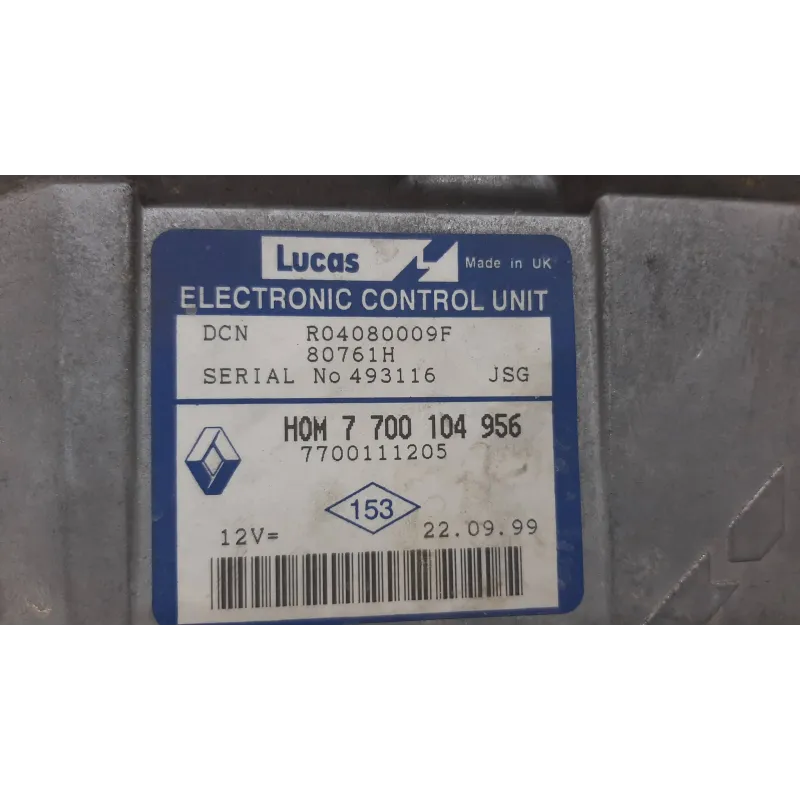 Lucas Made in UK
ELECTRONIC CONTROL UNIT
DCN R04080009F
80761H
SERIAL No 493116 JSG
HOM 7 700 104 956
7700111205
153
12V= 22.09.99